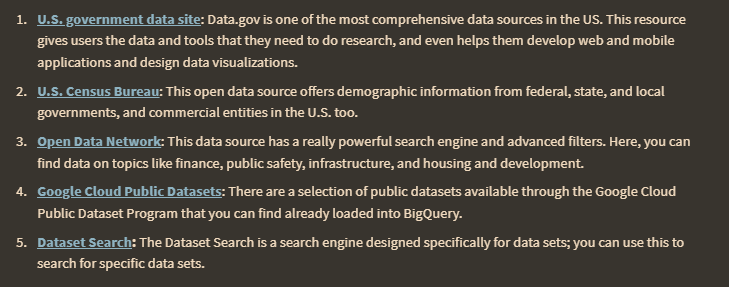 1. U.S. government data site: Data.gov is one of the most comprehensive data sources in the US. This resource
gives users the data and tools that they need to do research, and even helps them develop web and mobile
applications and design data visualizations.
2. U.S. Census Bureau: This open data source offers demographic information from federal, state, and local
governments, and commercial entities in the U.S. too.
3. Open Data Network: This data source has a really powerful search engine and advanced filters. Here, you can
find data on topics like finance, public safety, infrastructure, and housing and development.
4. Google Cloud Public Datasets: There are a selection of public datasets available through the Google Cloud
Public Dataset Program that you can find already loaded into BigQuery.
5. Dataset Search: The Dataset Search is a search engine designed specifically for data sets; you can use this to
search for specific data sets.